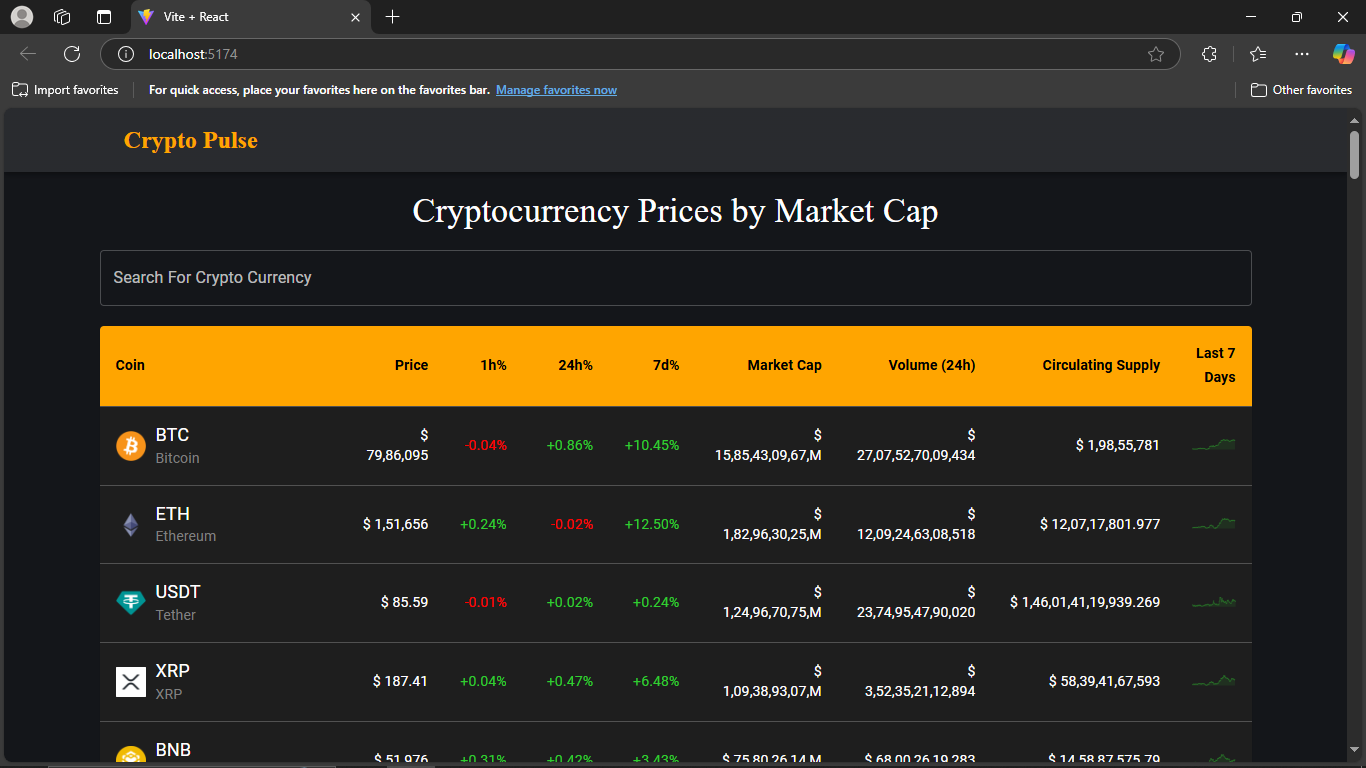 Vite + React
localhost:5174
Import favorites
For quick access, place your favorites here on the favorites bar. Manage favorites now
Other favorites
Crypto Pulse
Cryptocurrency Prices by Market Cap
Search For Crypto Currency
Coin Price 1h% 24h% 7d% Market Cap Volume (24h) Circulating Supply Last 7 Days
BTC
Bitcoin
$ 79,86,095
-0.04%
+0.86%
+10.45%
$ 15,85,43,09,67,M
$ 27,07,52,70,09,434
$ 1,98,55,781
ETH
Ethereum
$ 1,51,656
+0.24%
-0.02%
+12.50%
$ 1,82,96,30,25,M
$ 12,09,24,63,08,518
$ 12,07,17,801.977
USDT
Tether
$ 85.59
-0.01%
+0.02%
+0.24%
$ 1,24,96,70,75,M
$ 23,74,95,47,90,020
$ 1,46,01,41,19,939.269
XRP
XRP
$ 187.41
+0.04%
+0.47%
+6.48%
$ 1,09,38,93,07,M
$ 3,52,35,21,12,894
$ 58,39,41,67,593
BNB
$ 51,976
+0.31%
+0.42%
+3.43%
$ 75,80,26,14,M
$ 68,00,26,19,283
$ 14,58,87,575.79